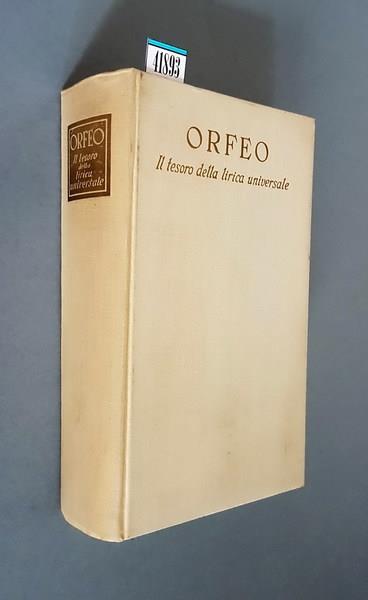 41893
ORFEO
Il tesoro
della
lirica
universale
ORFEO
Il tesoro della lirica universale